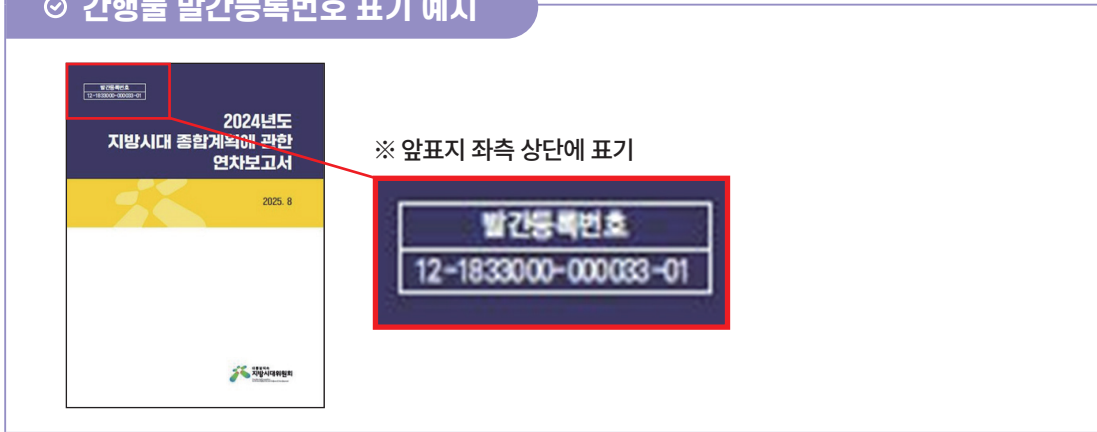 간행물 발간등록번호 표기 예시
발간등록번호
12-1833000-000033-01
2024년도
지방시대 종합계획에 관한
연차보고서
2025. 8
지방시대위원회
※ 앞표지 좌측 상단에 표기
발간등록번호
12-1833000-000033-01